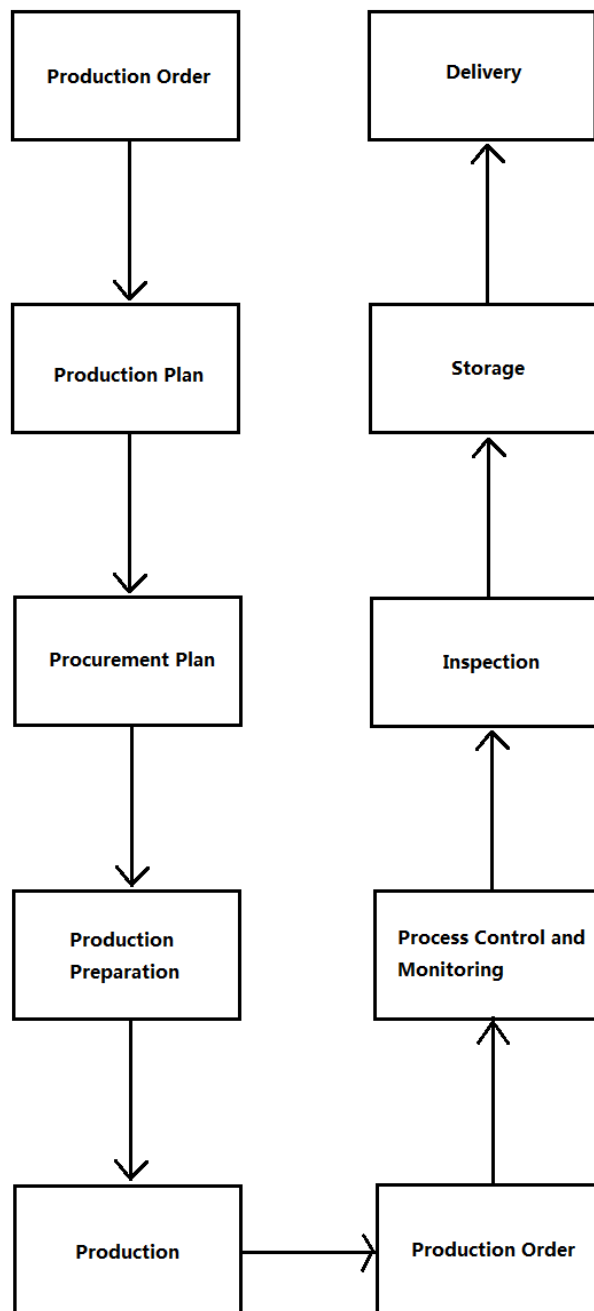 Production Order
Production Plan
Procurement Plan
Production
Preparation
Production
Production Order
Process Control and
Monitoring
Inspection
Storage
Delivery